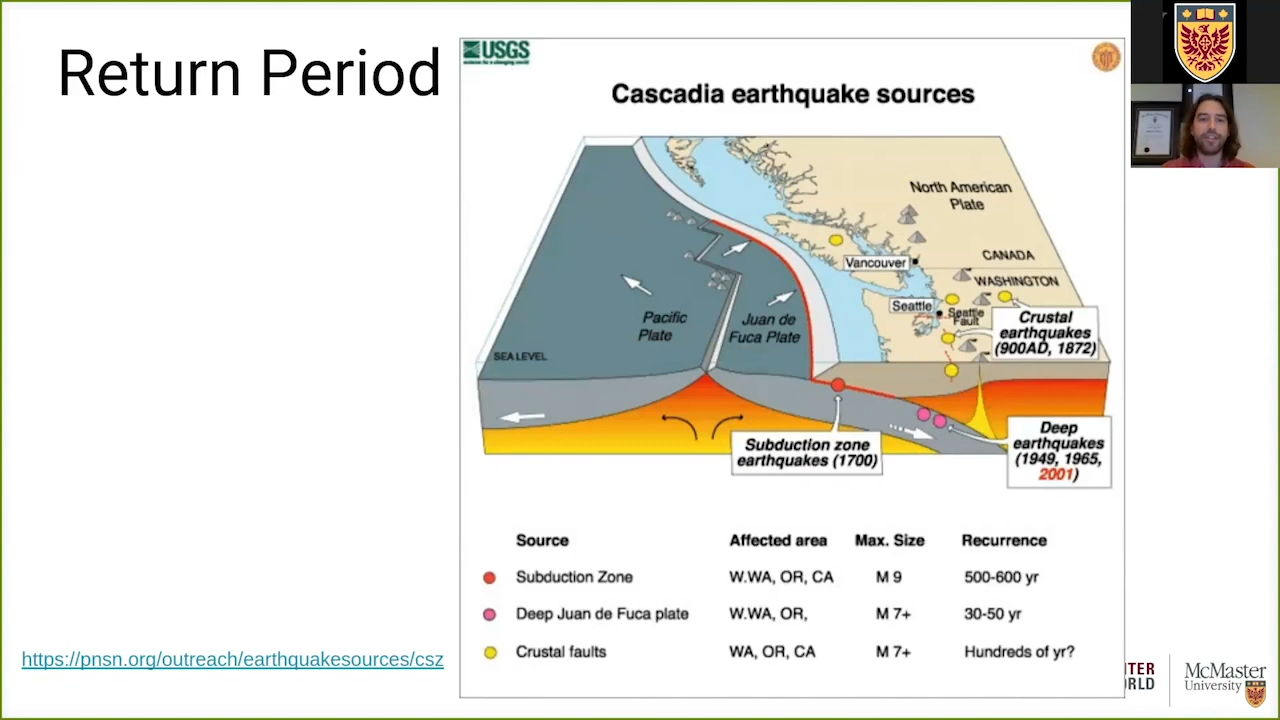 Return Period
USGS
science for a changing world
Cascadia earthquake sources
North American
Plate
CANADA
Vancouver
WASHINGTON
Seattle
Seattle
Fault
Crustal
earthquakes
(900AD, 1872)
Pacific
Plate
Juan de
Fuca Plate
SEA LEVEL
Subduction zone
earthquakes (1700)
Deep
earthquakes
(1949, 1965,
2001)
Source Affected area Max. Size Recurrence
Subduction Zone W.WA, OR, CA M 9 500-600 yr
Deep Juan de Fuca plate W.WA, OR, M 7+ 30-50 yr
Crustal faults WA, OR, CA M 7+ Hundreds of yr?
https://pnsn.org/outreach/earthquakesources/csz
TER
RLD
McMaster
University